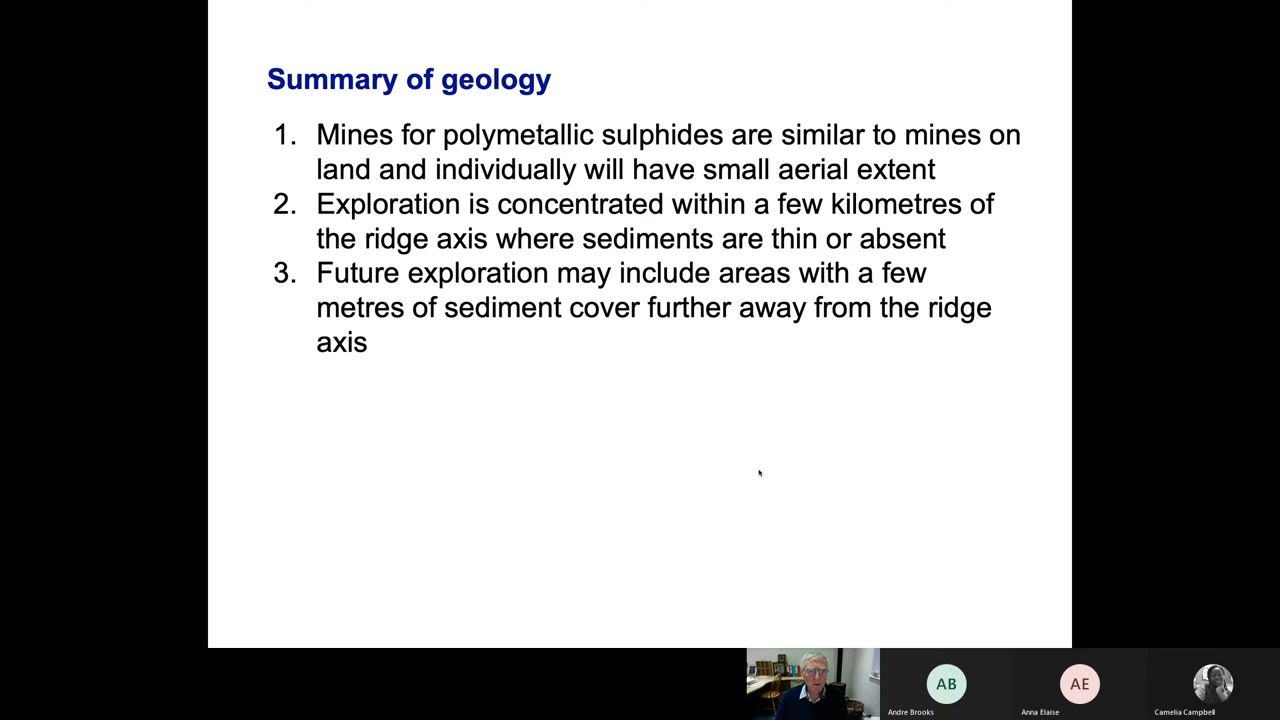 Summary of geology
1. Mines for polymetallic sulphides are similar to mines on
land and individually will have small aerial extent
2. Exploration is concentrated within a few kilometres of
the ridge axis where sediments are thin or absent
3. Future exploration may include areas with a few
metres of sediment cover further away from the ridge
axis
AB
AE
Andre Brooks
Anna Elaise
Camelia Campbell